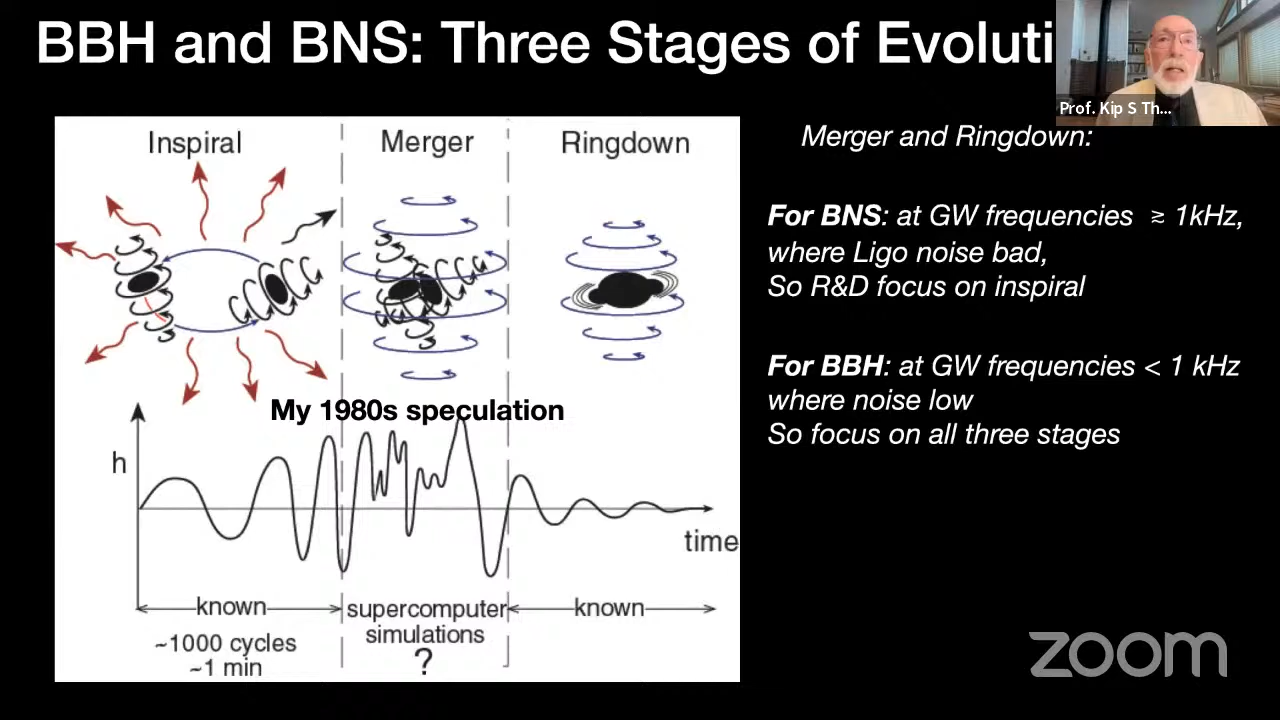 BBH and BNS: Three Stages of Evoluti
Prof. Kip S Th...
Inspiral
Merger
Ringdown
My 1980s speculation
h
time
known
supercomputer
simulations
?
known
~1000 cycles
~1 min
Merger and Ringdown:
For BNS: at GW frequencies ≳ 1kHz,
where Ligo noise bad,
So R&D focus on inspiral
For BBH: at GW frequencies < 1 kHz
where noise low
So focus on all three stages
zoom